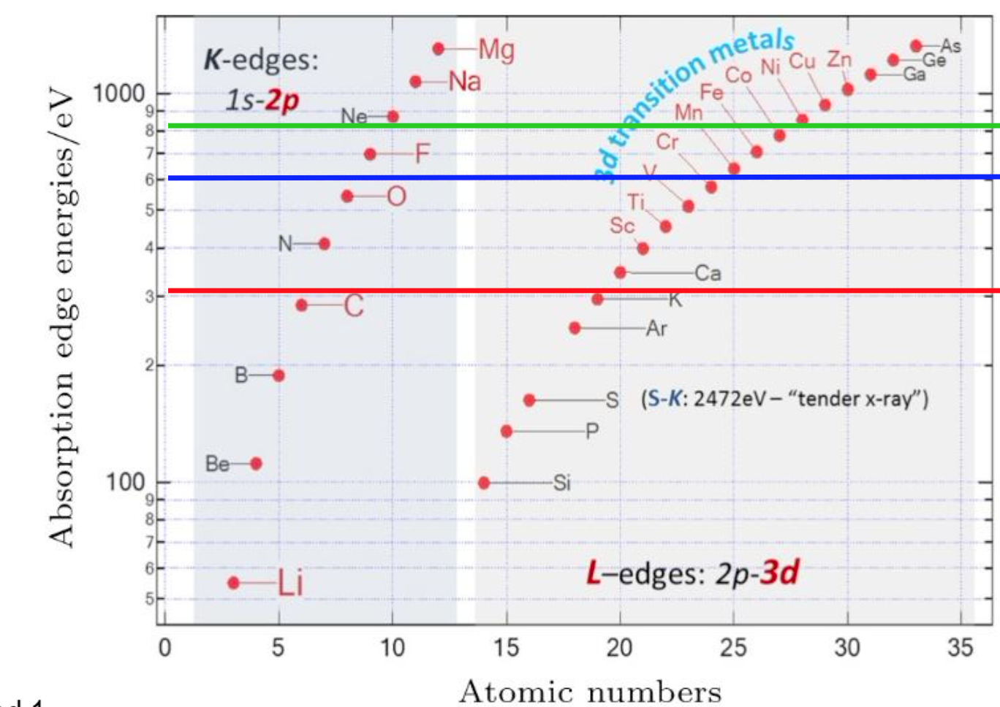 K-edges:
1s-2p
3d transition metals
Mg
Na
Ne
F
O
N
C
B
Be
Li
As
Ge
Ga
Zn
Cu
Ni
Co
Fe
Mn
Cr
V
Ti
Sc
Ca
K
Ar
S (S-K: 2472eV – “tender x-ray”)
P
Si
L–edges: 2p-3d
Absorption edge energies/eV
1000
9
8
7
6
5
4
3
2
100
9
8
7
6
5
0 5 10 15 20 25 30 35
Atomic numbers